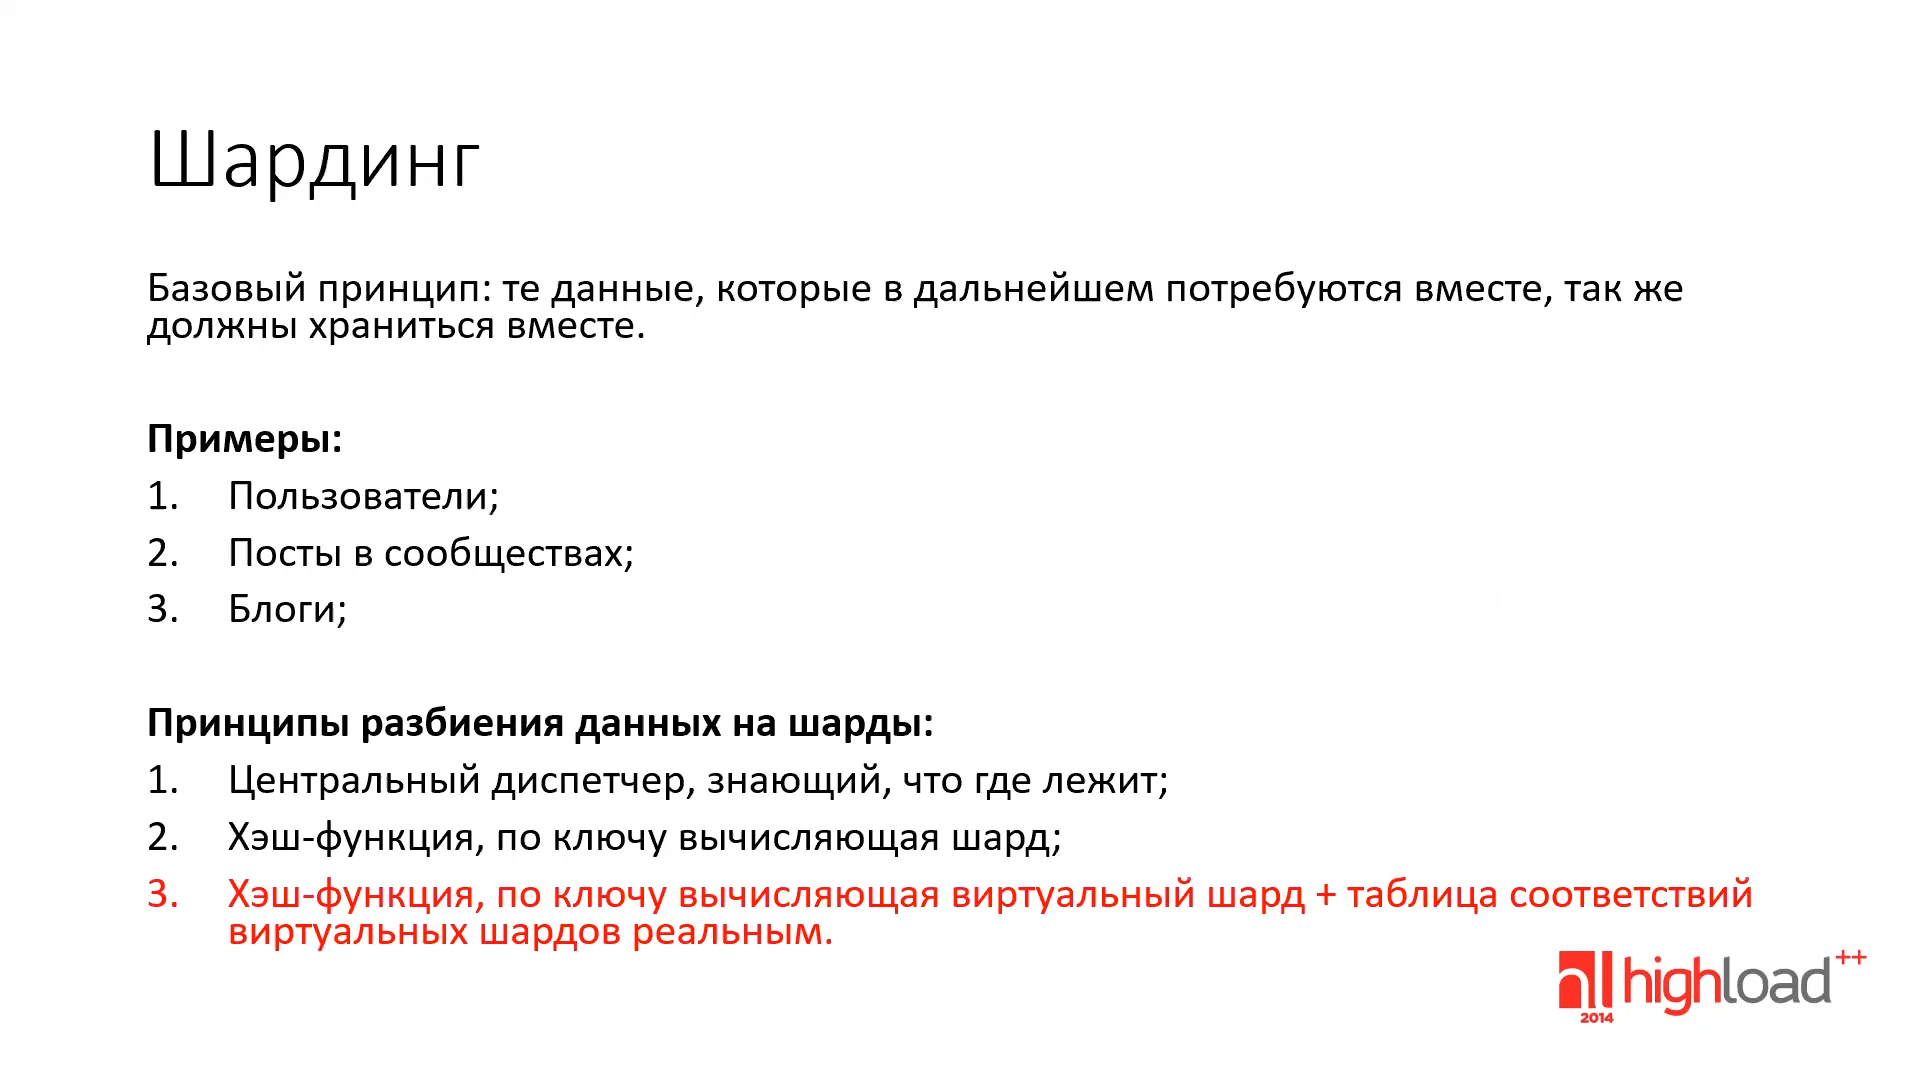 Шардинг
Базовый принцип: те данные, которые в дальнейшем потребуются вместе, так же
должны храниться вместе.
Примеры:
1. Пользователи;
2. Посты в сообществах;
3. Блоги;
Принципы разбиения данных на шарды:
1. Центральный диспетчер, знающий, что где лежит;
2. Хэш-функция, по ключу вычисляющая шард;
3. Хэш-функция, по ключу вычисляющая виртуальный шард + таблица соответствий
виртуальных шардов реальным.
highload++
2014